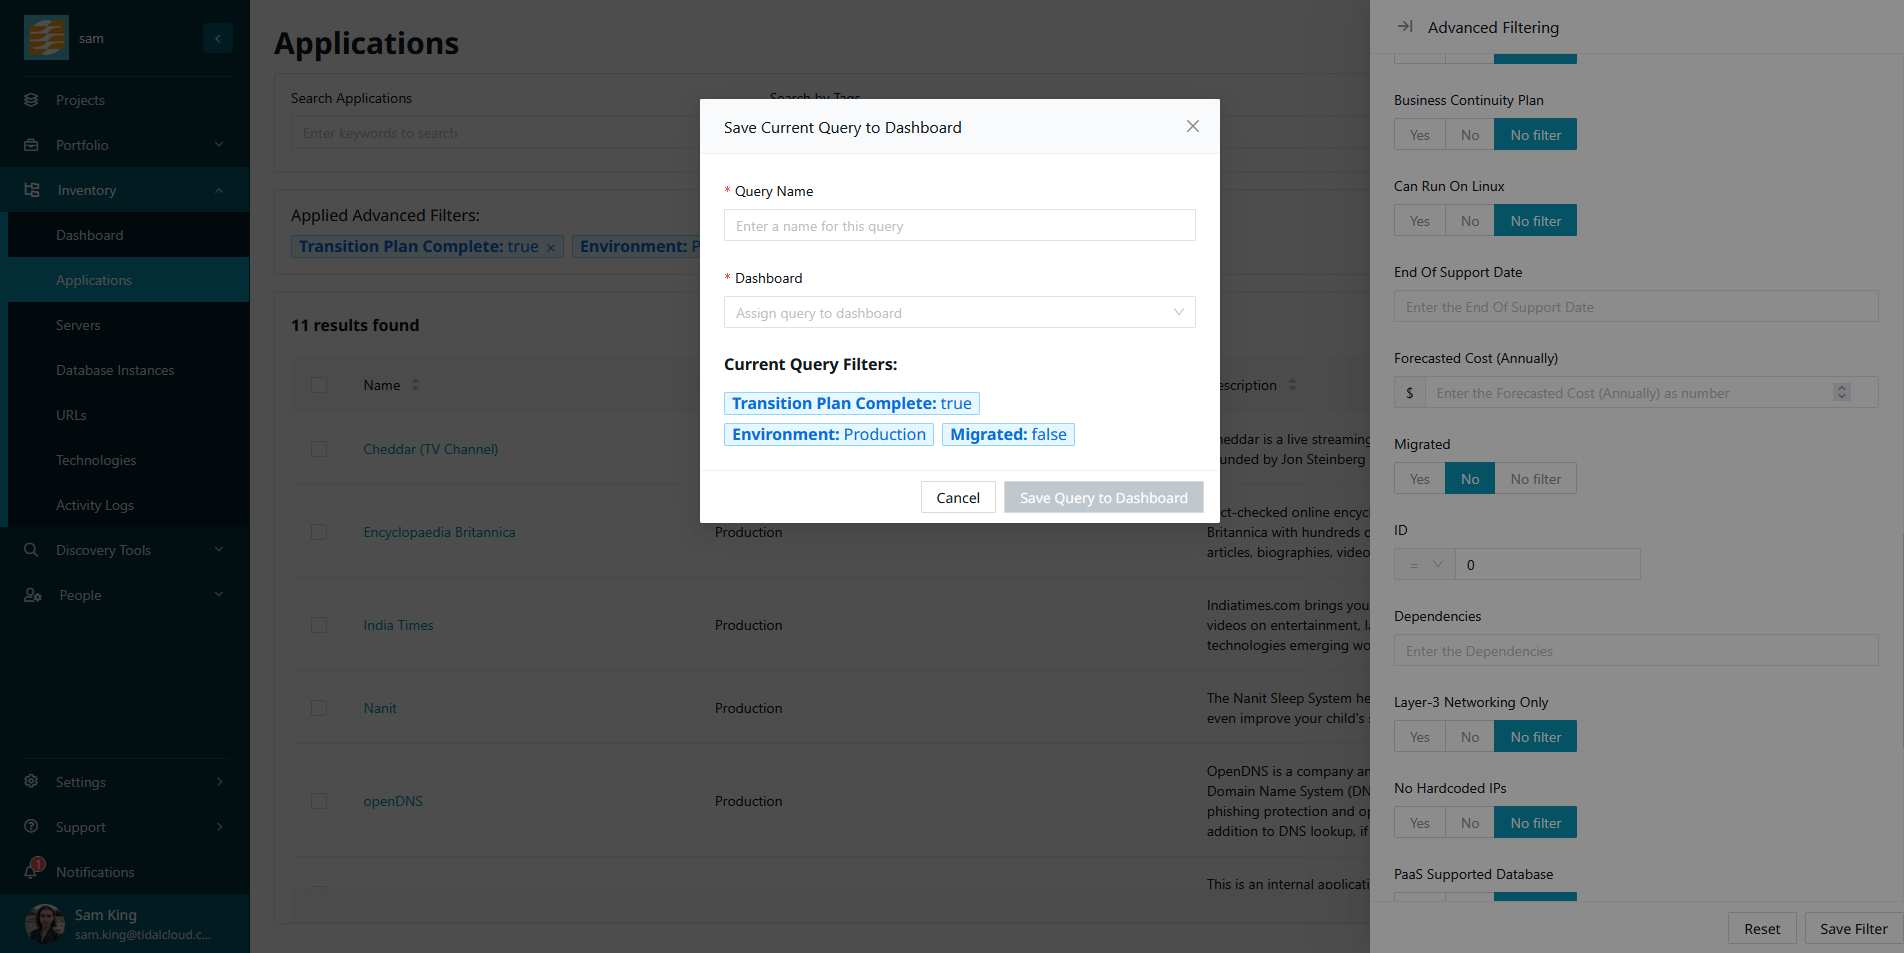 sam
Projects
Portfolio
Inventory
Dashboard
Applications
Servers
Database Instances
URLs
Technologies
Activity Logs
Discovery Tools
People
Settings
Support
1
Notifications
Sam King
sam.king@tidalcloud.c...
Applications
Search Applications
Search by Tags
Enter keywords to search
Applied Advanced Filters:
Transition Plan Complete: true ×
Environment: P
11 results found
Name
escription
Cheddar (TV Channel)
heddar is a live streaming
unded by Jon Steinberg
Encyclopaedia Britannica
Production
ct-checked online encyc
Britannica with hundreds o
articles, biographies, video
India Times
Production
Indiatimes.com brings you
videos on entertainment, la
technologies emerging wo
Nanit
Production
The Nanit Sleep System he
even improve your child's s
openDNS
Production
OpenDNS is a company an
Domain Name System (DN
phishing protection and op
addition to DNS lookup, if
This is an internal applicati
Save Current Query to Dashboard
* Query Name
Enter a name for this query
* Dashboard
Assign query to dashboard
Current Query Filters:
Transition Plan Complete: true
Environment: Production
Migrated: false
Cancel
Save Query to Dashboard
Advanced Filtering
Business Continuity Plan
Yes No No filter
Can Run On Linux
Yes No No filter
End Of Support Date
Enter the End Of Support Date
Forecasted Cost (Annually)
$ Enter the Forecasted Cost (Annually) as number
Migrated
Yes No No filter
ID
= 0
Dependencies
Enter the Dependencies
Layer-3 Networking Only
Yes No No filter
No Hardcoded IPs
Yes No No filter
PaaS Supported Database
Reset
Save Filter